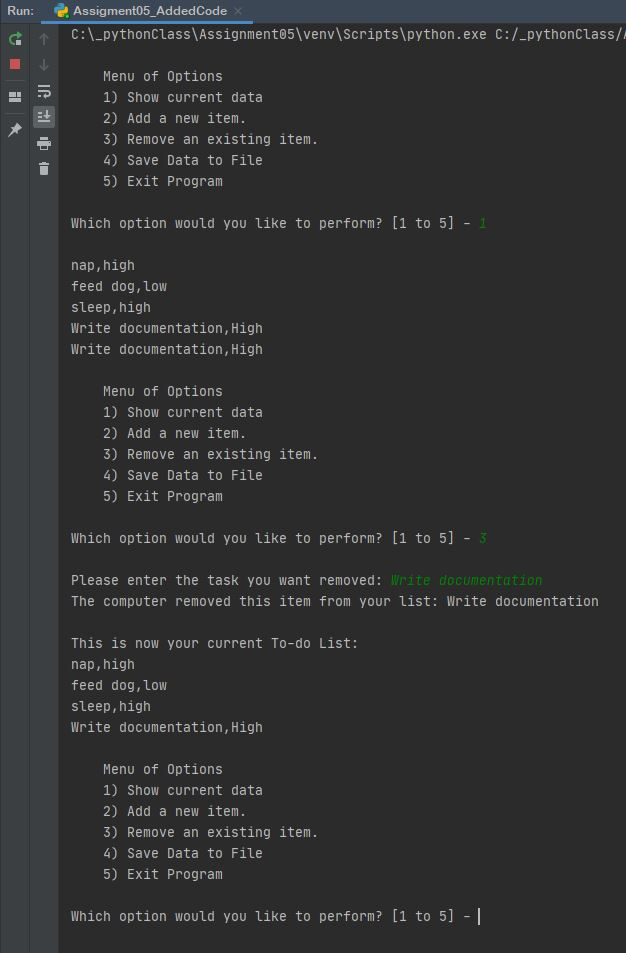 Run: Assigment05_AddedCode
C:\_pythonClass\Assignment05\venv\Scripts\python.exe C:/_pythonClass/
Menu of Options
1) Show current data
2) Add a new item.
3) Remove an existing item.
4) Save Data to File
5) Exit Program
Which option would you like to perform? [1 to 5] - 1
nap,high
feed dog,low
sleep,high
Write documentation,High
Write documentation,High
Menu of Options
1) Show current data
2) Add a new item.
3) Remove an existing item.
4) Save Data to File
5) Exit Program
Which option would you like to perform? [1 to 5] - 3
Please enter the task you want removed: Write documentation
The computer removed this item from your list: Write documentation
This is now your current To-do List:
nap,high
feed dog,low
sleep,high
Write documentation,High
Menu of Options
1) Show current data
2) Add a new item.
3) Remove an existing item.
4) Save Data to File
5) Exit Program
Which option would you like to perform? [1 to 5] -